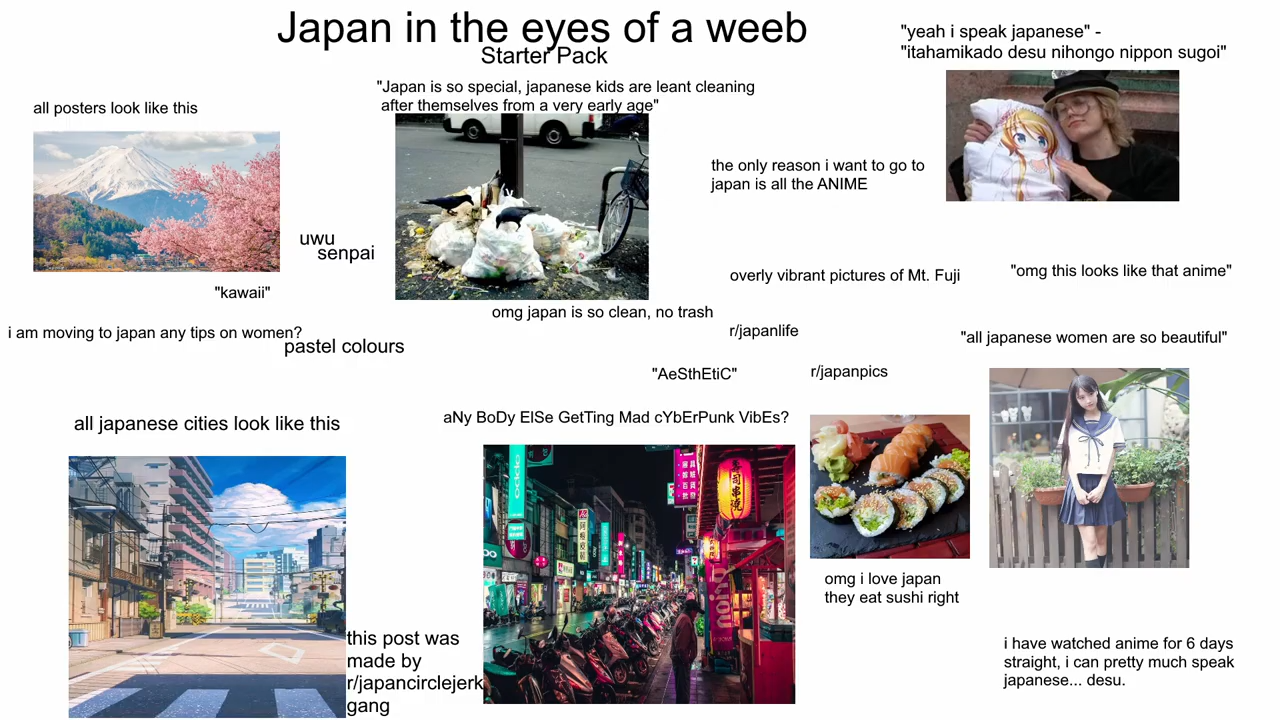 Japan in the eyes of a weeb
Starter Pack
"yeah i speak japanese" -
"itahamikado desu nihongo nippon sugoi"
"Japan is so special, japanese kids are leant cleaning
after themselves from a very early age"
all posters look like this
the only reason i want to go to
japan is all the ANIME
uwu
senpai
"kawaii"
overly vibrant pictures of Mt. Fuji
"omg this looks like that anime"
omg japan is so clean, no trash
i am moving to japan any tips on women?
pastel colours
r/japanlife
"all japanese women are so beautiful"
"AeSthEtiC"
r/japanpics
all japanese cities look like this
aNy BoDy ElSe GetTing Mad cYbErPunk VibEs?
壽司串燒
omg i love japan
they eat sushi right
this post was
made by
r/japancirclejerk
gang
i have watched anime for 6 days
straight, i can pretty much speak
japanese... desu.